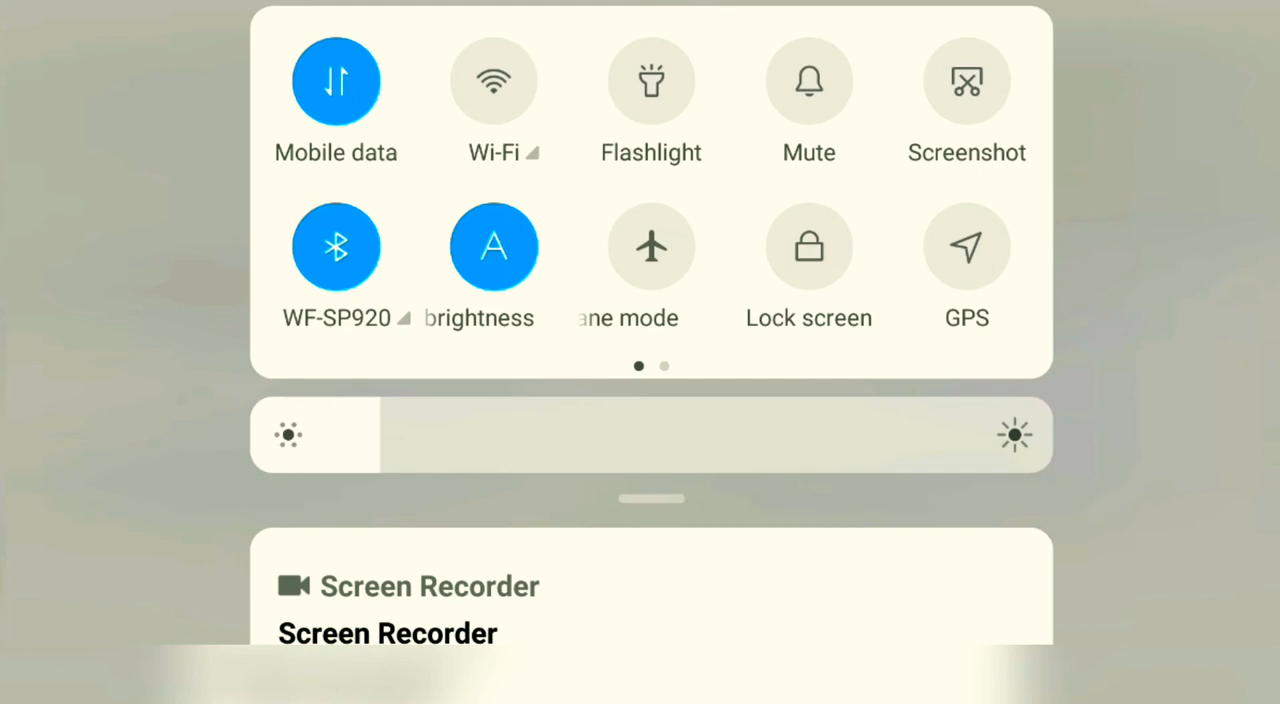 Mobile data Wi-Fi Flashlight Mute Screenshot
WF-SP920 brightness ane mode Lock screen GPS
Screen Recorder
Screen Recorder